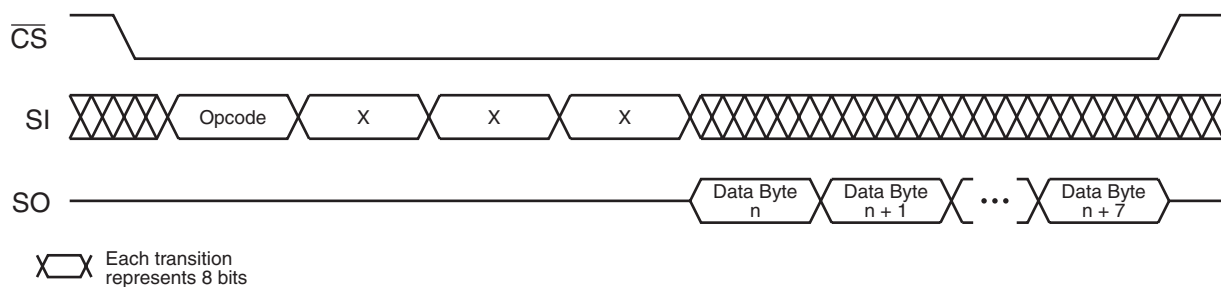 CS
SI
Opcode
X
X
X
SO
Data Byte
n
Data Byte
n + 1
•••
Data Byte
n + 7
Each transition
represents 8 bits